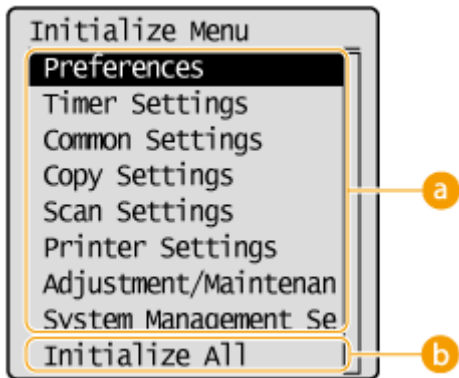 Initialize Menu
Preferences
Timer Settings
Common Settings
Copy Settings
Scan Settings
Printer Settings
Adjustment/Maintenan
System Management Se
Initialize All
a
b